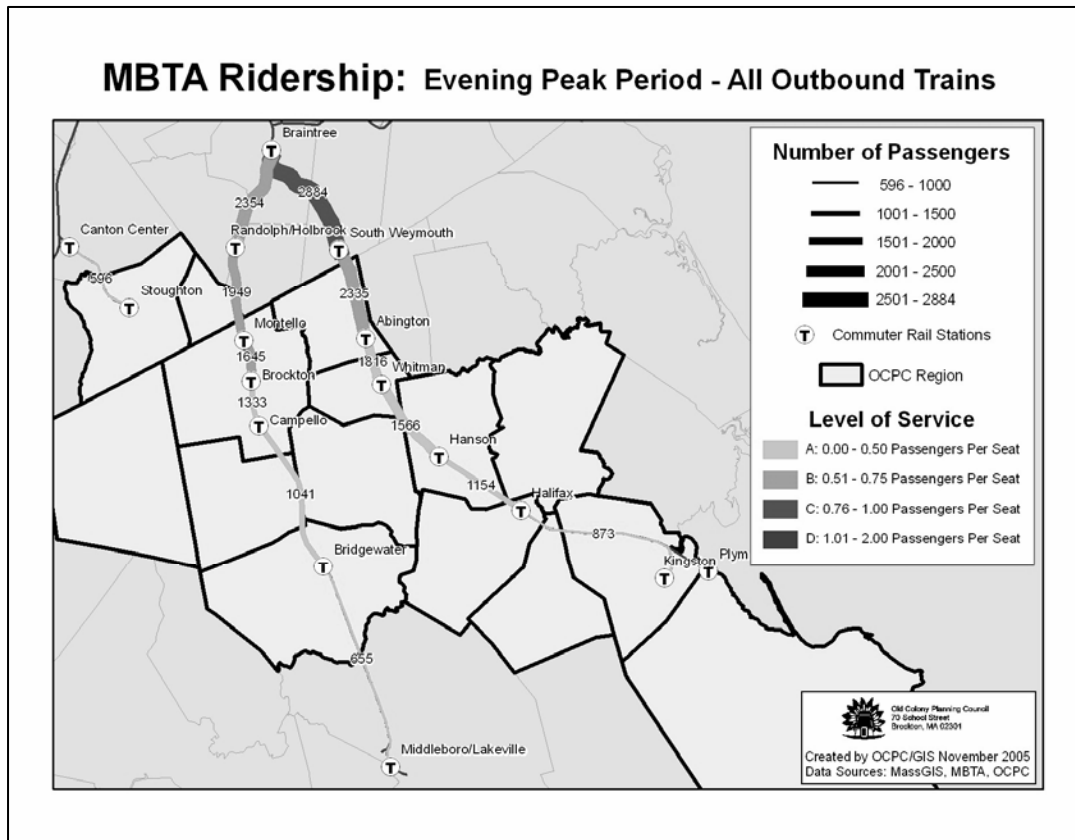 MBTA Ridership: Evening Peak Period - All Outbound Trains
Braintree
2884
2354
Canton Center
Randolph/Holbrook
South Weymouth
596
Stoughton
1949
2335
Montello
Abington
1645
1816
Whitman
Brockton
1333
Campello
1566
Hanson
1041
1154
Halifax
873
Bridgewater
Kingston
Plym
655
Middleboro/Lakeville
Number of Passengers
596 - 1000
1001 - 1500
1501 - 2000
2001 - 2500
2501 - 2884
T Commuter Rail Stations
OCPC Region
Level of Service
A: 0.00 - 0.50 Passengers Per Seat
B: 0.51 - 0.75 Passengers Per Seat
C: 0.76 - 1.00 Passengers Per Seat
D: 1.01 - 2.00 Passengers Per Seat
Old Colony Planning Council
70 School Street
Brockton, MA 02301
Created by OCPC/GIS November 2005
Data Sources: MassGIS, MBTA, OCPC